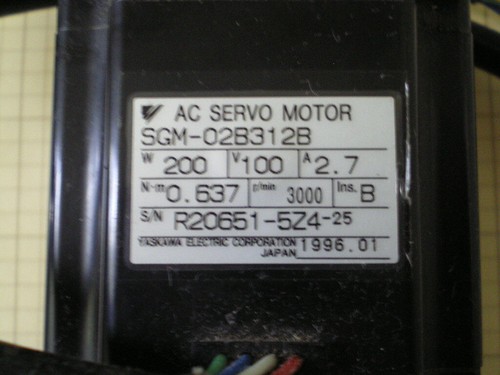 AC SERVO MOTOR
SGM-02B312B
W 200 V 100 A 2.7
N·m 0.637 r/min 3000 Ins. B
S/N R20651-5Z4-25
YASKAWA ELECTRIC CORPORATION 1996.01
JAPAN